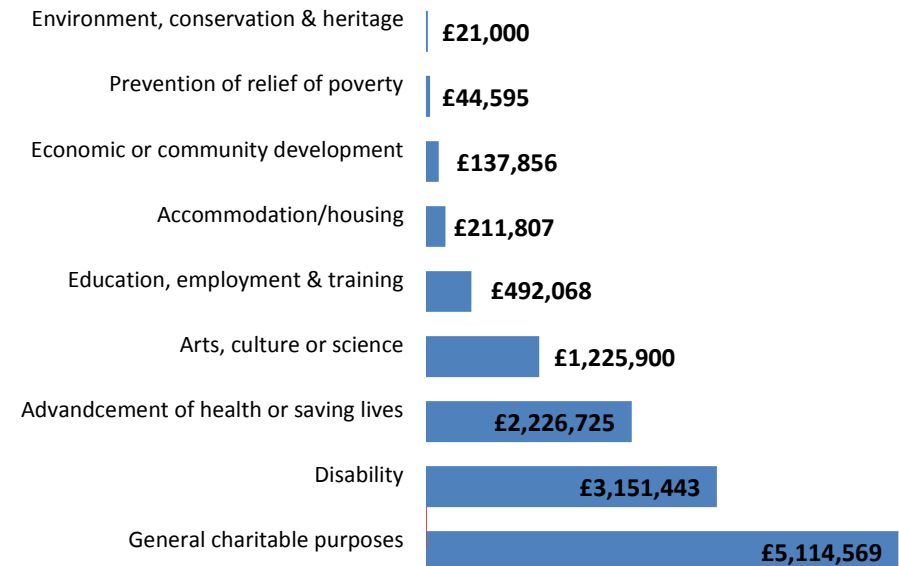 Environment, conservation & heritage
£21,000
Prevention of relief of poverty
£44,595
Economic or community development
£137,856
Accommodation/housing
£211,807
Education, employment & training
£492,068
Arts, culture or science
£1,225,900
Advandcement of health or saving lives
£2,226,725
Disability
£3,151,443
General charitable purposes
£5,114,569